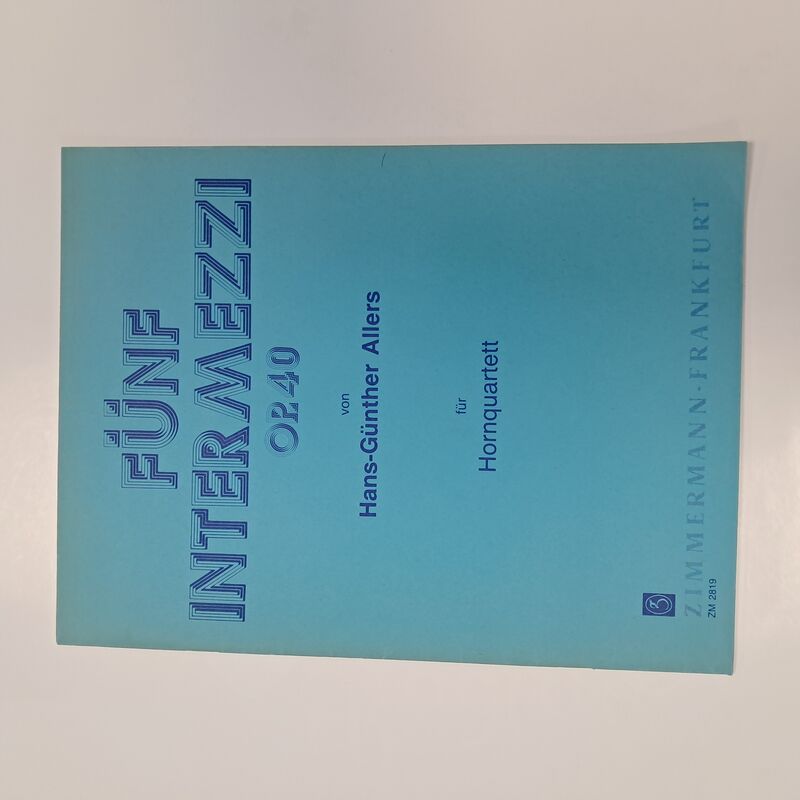 FÜNF
INTERMEZZI
OP. 40
von
Hans-Günther Allers
für
Hornquartett
ZIMMERMANN-FRANKFURT
ZM 2819